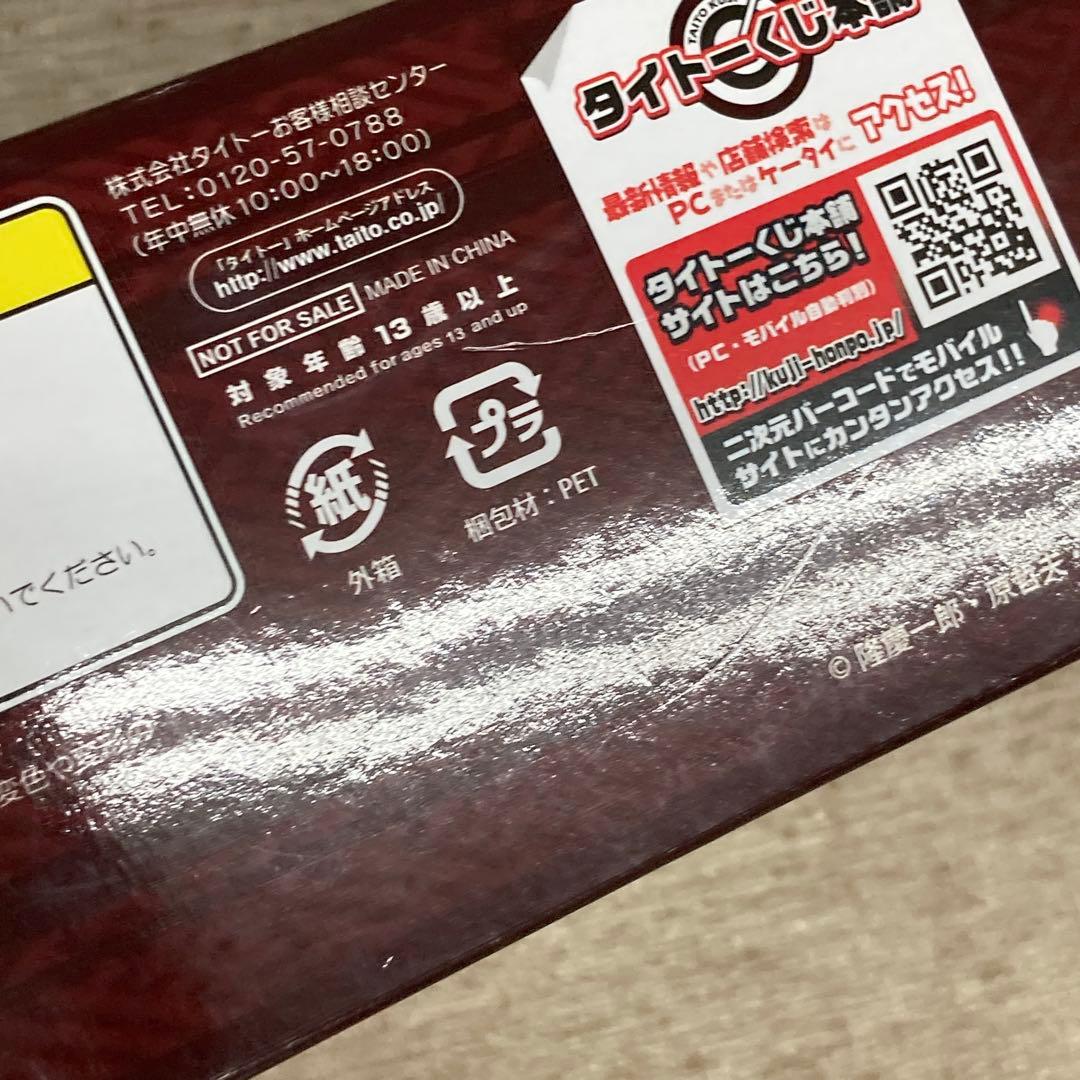 株式会社タイトーお客様相談センター
TEL:0120-57-0788
(年中無休10:00～18:00)
「タイトー」ホームページアドレス
http://www.taito.co.jp/
NOT FOR SALE MADE IN CHINA
対象年齢13歳以上
Recommended for ages 13 and up
紙
外箱
プラ
梱包材：PET
いでください。
変色や
©隆慶一郎・原哲夫
TAITO
タイトーくじ本舗
最新情報や店舗検索は
PCまたはケータイにアクセス!
タイトーくじ本舗
サイトはこちら!
(PC・モバイル自動判別)
http://kuji-honpo.jp/
二次元バーコードでモバイル
サイトにカンタンアクセス!!